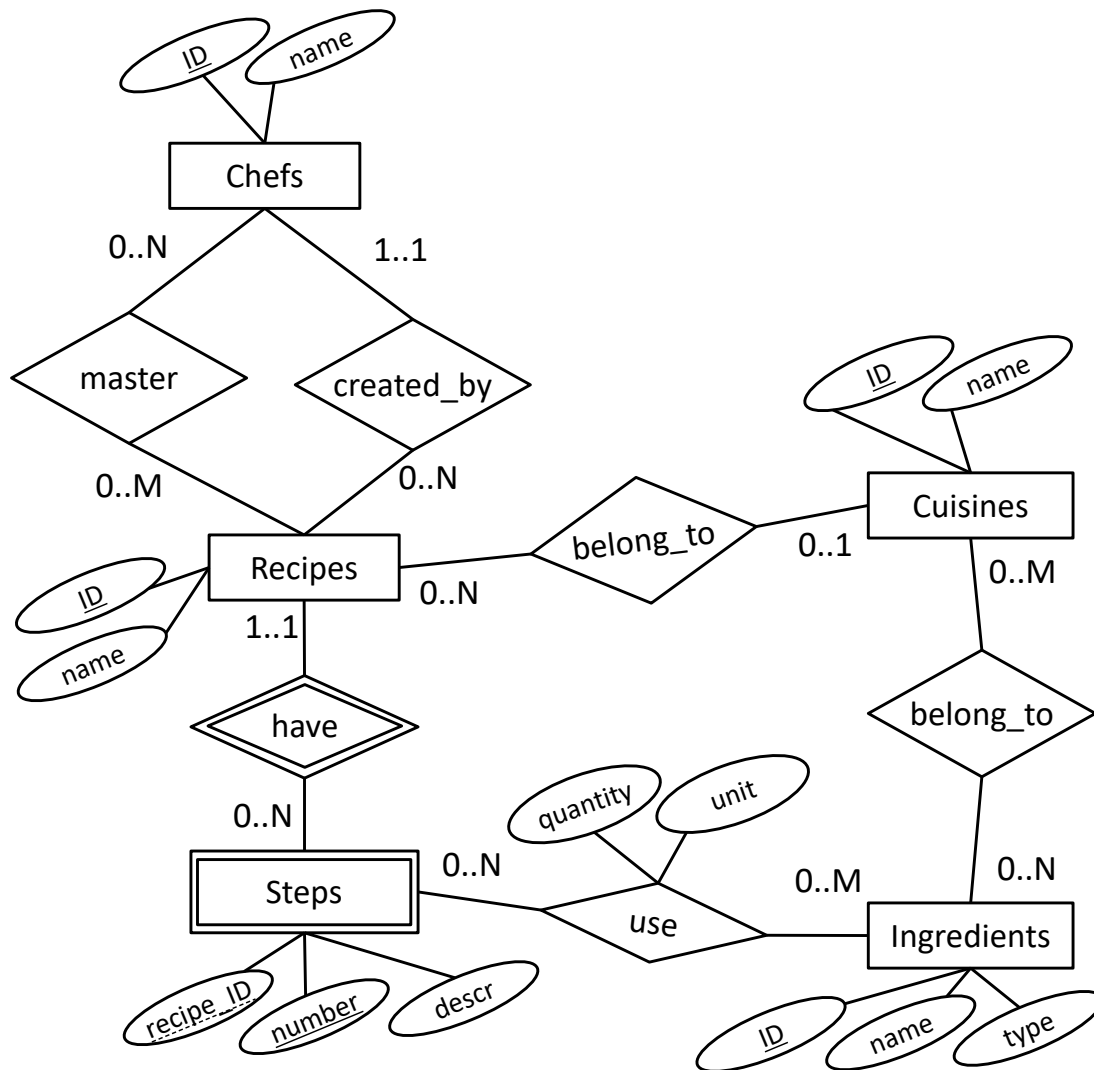 ID
name
Chefs
0..N
1..1
master
created_by
0..M
0..N
ID
name
Cuisines
belong_to
0..1
0..M
Recipes
0..N
ID
name
1..1
have
belong_to
quantity
unit
0..N
0..N
0..M
0..N
Steps
use
Ingredients
recipe_ID
number
descr
ID
name
type